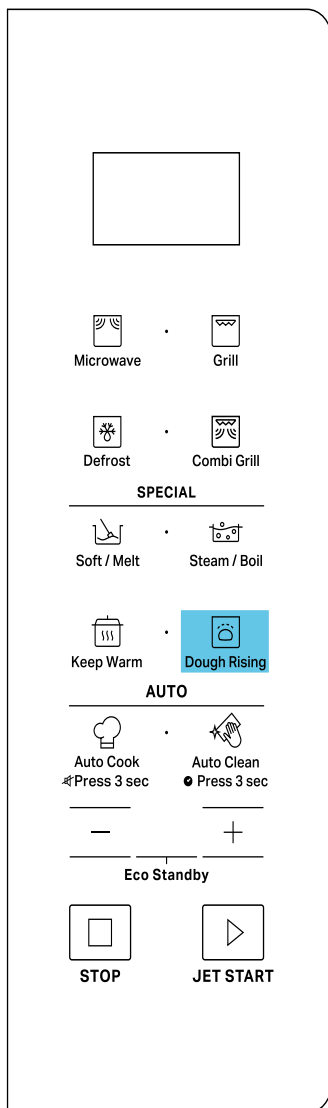 Microwave
Grill
Defrost
Combi Grill
SPECIAL
Soft / Melt
Steam / Boil
Keep Warm
Dough Rising
AUTO
Auto Cook
Press 3 sec
Auto Clean
Press 3 sec
Eco Standby
STOP
JET START